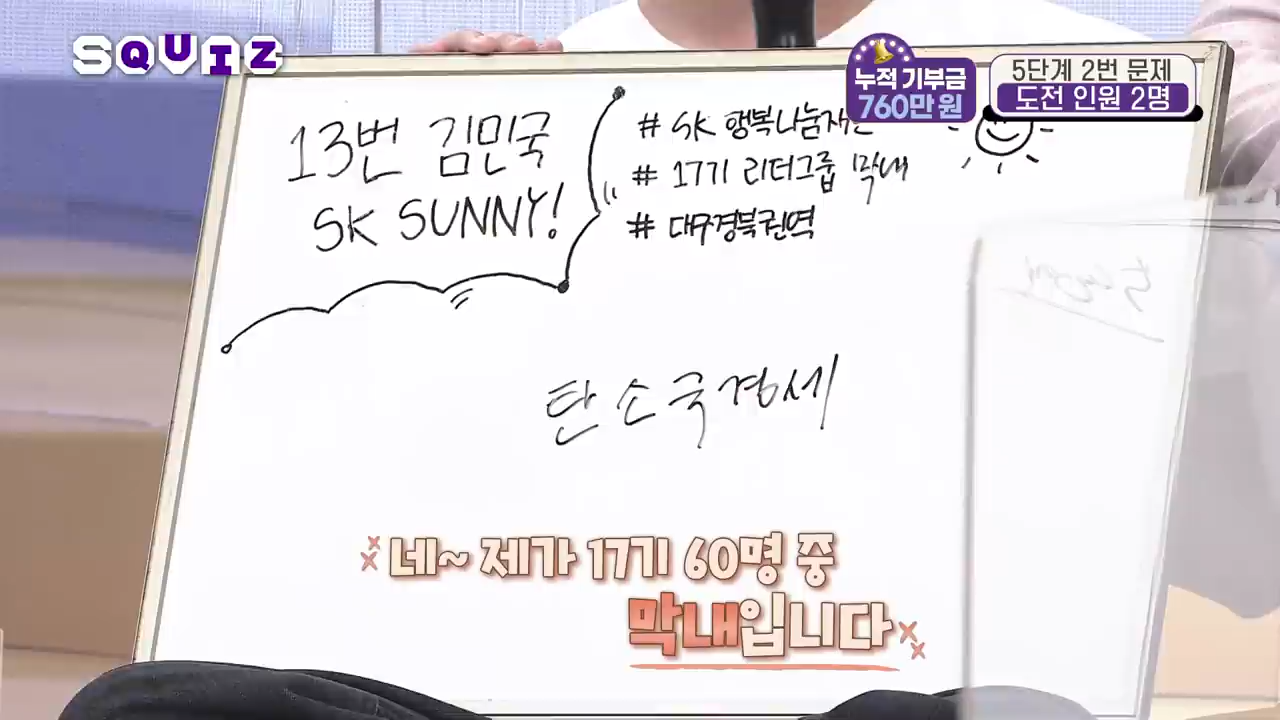 SQUIZ
누적 기부금
760만 원
5단계 2번 문제
도전 인원 2명
13번 김민국
SK SUNNY!
# SK 행복나눔재단
# 17기 리더그룹 막내
# 대구경북권역
탄소국경세
네~ 제가 17기 60명 중
막내입니다